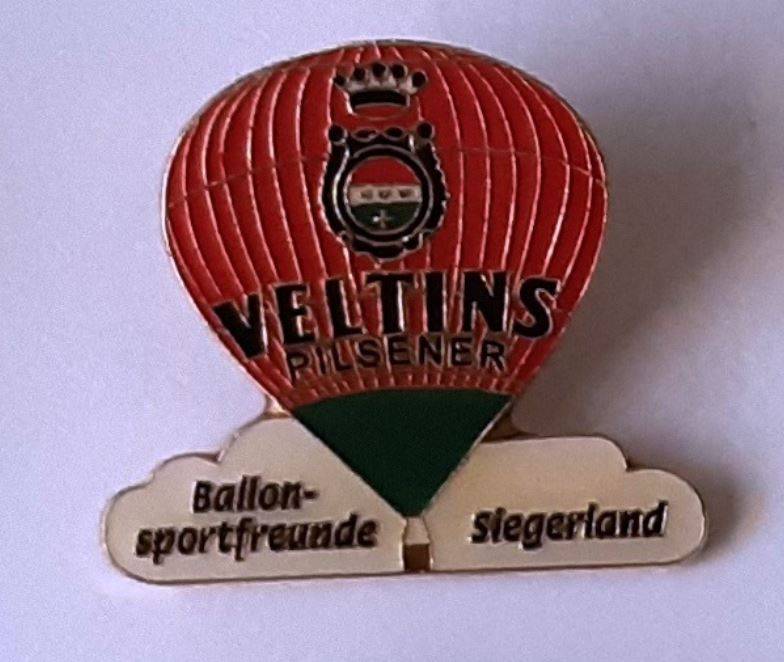 VELTINS
PILSENER
Ballon-
sportfreunde
Siegerland